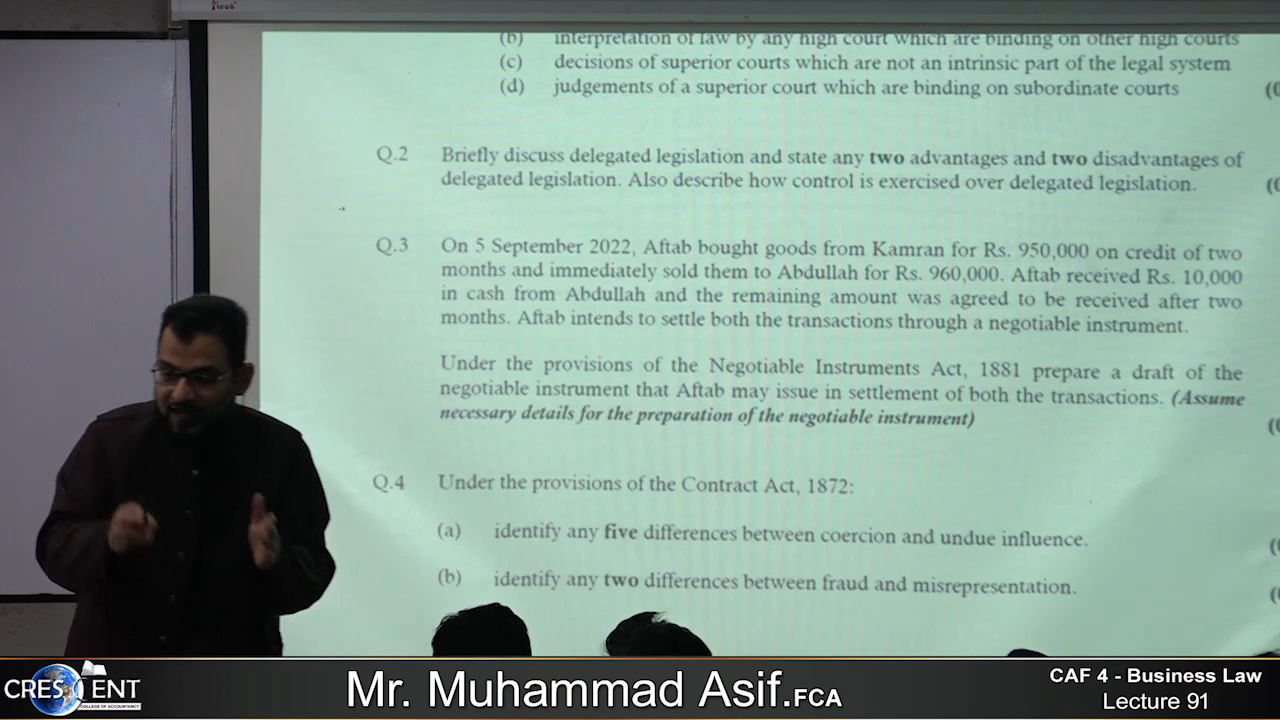 (b) interpretation of law by any high court which are binding on other high courts
(c) decisions of superior courts which are not an intrinsic part of the legal system
(d) judgements of a superior court which are binding on subordinate courts
Q.2 Briefly discuss delegated legislation and state any two advantages and two disadvantages of
delegated legislation. Also describe how control is exercised over delegated legislation.
Q.3 On 5 September 2022, Aftab bought goods from Kamran for Rs. 950,000 on credit of two
months and immediately sold them to Abdullah for Rs. 960,000. Aftab received Rs. 10,000
in cash from Abdullah and the remaining amount was agreed to be received after two
months. Aftab intends to settle both the transactions through a negotiable instrument.
Under the provisions of the Negotiable Instruments Act, 1881 prepare a draft of the
negotiable instrument that Aftab may issue in settlement of both the transactions. (Assume
necessary details for the preparation of the negotiable instrument)
Q.4 Under the provisions of the Contract Act, 1872:
(a) identify any five differences between coercion and undue influence.
(b) identify any two differences between fraud and misrepresentation.
CRESCENT
COLLEGE OF ACCOUNTANCY
Mr. Muhammad Asif.FCA
CAF 4 - Business Law
Lecture 91